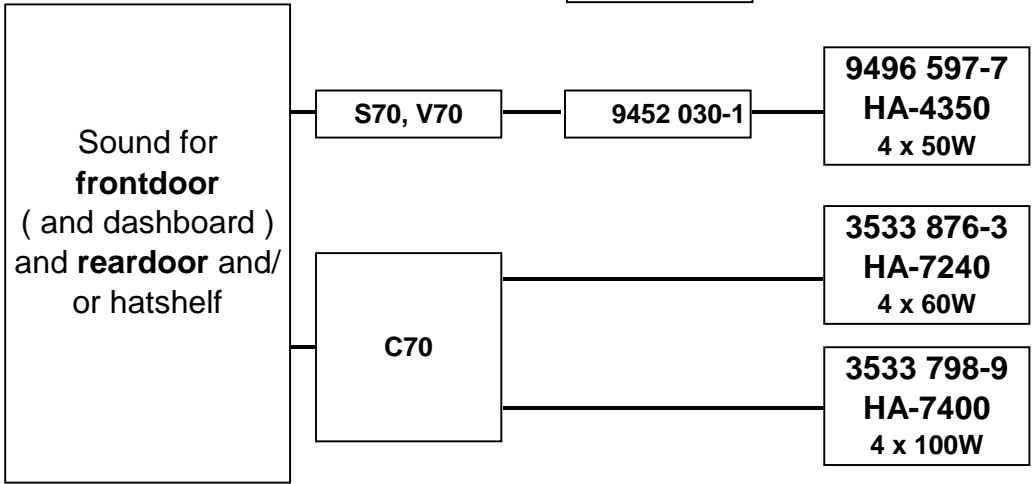 Sound for
frontdoor
( and dashboard )
and reardoor and/
or hatshelf
S70, V70
9452 030-1
9496 597-7
HA-4350
4 x 50W
C70
3533 876-3
HA-7240
4 x 60W
3533 798-9
HA-7400
4 x 100W